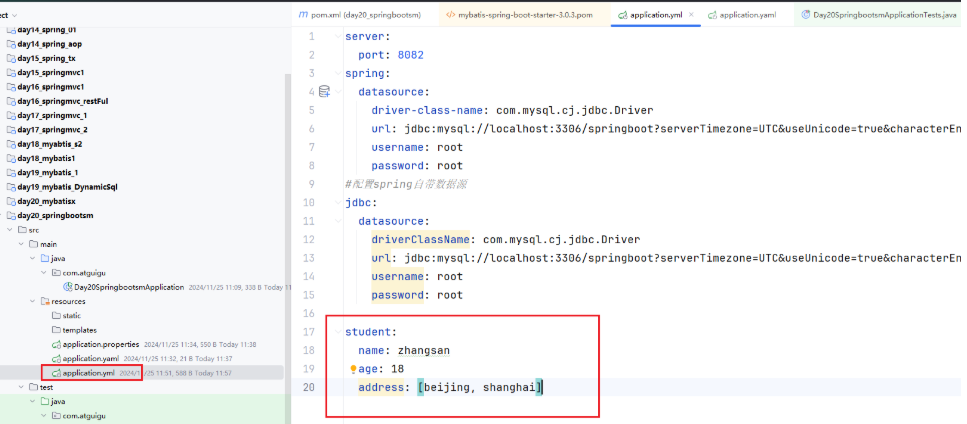 ct
pom.xml (day20_springbootsm)
mybatis-spring-boot-starter-3.0.3.pom
application.yml
application.yaml
Day20SpringbootsmApplicationTests.java
day14_spring_01
day14_spring_aop
day15_spring_tx
day15_springmvc1
day16_springmvc1
day16_springmvc_restFul
day17_springmvc_1
day17_springmvc_2
day18_myabtis_s2
day18_mybatis1
day19_mybatis_1
day19_mybatis_DynamicSql
day20_mybatisx
day20_springbootsm
src
main
java
com.atguigu
Day20SpringbootsmApplication 2024/11/25 11:09, 338 B Today 11
resources
static
templates
application.properties 2024/11/25 11:34, 550 B Today 11:38
application.yaml 2024/11/25 11:32, 21 B Today 11:37
application.yml 2024/11/25 11:51, 588 B Today 11:57
test
java
com.atguigu
1 server:
2 port: 8082
3 spring:
4 datasource:
5 driver-class-name: com.mysql.cj.jdbc.Driver
6 url: jdbc:mysql://localhost:3306/springboot?serverTimezone=UTC&useUnicode=true&characterEn
7 username: root
8 password: root
9 #配置spring自带数据源
10 jdbc:
11 datasource:
12 driverClassName: com.mysql.cj.jdbc.Driver
13 url: jdbc:mysql://localhost:3306/springboot?serverTimezone=UTC&useUnicode=true&characterEn
14 username: root
15 password: root
16
17 student:
18 name: zhangsan
19 age: 18
20 address: [beijing, shanghai]